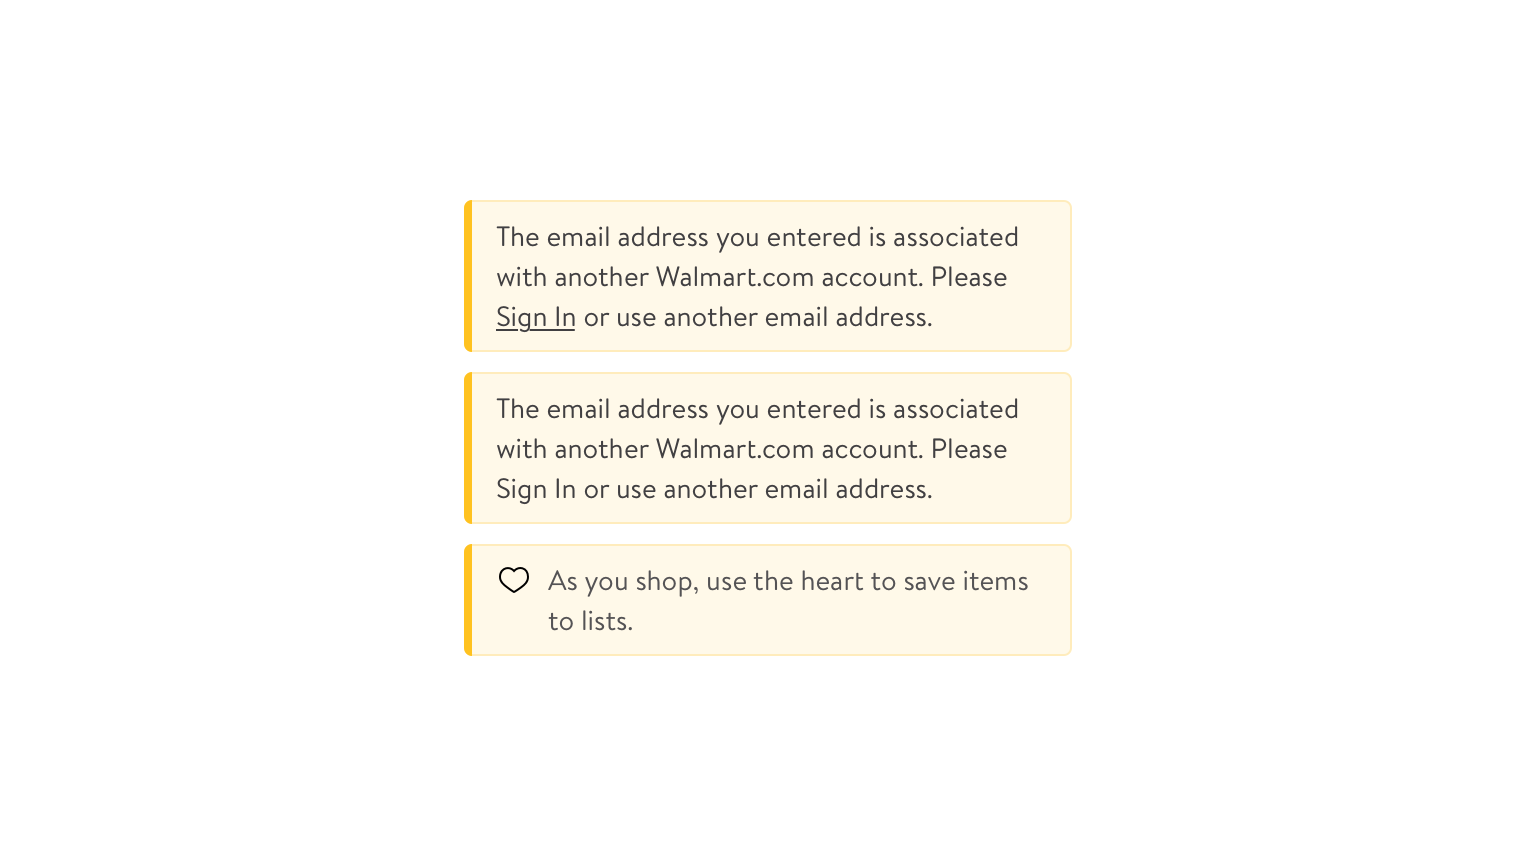 The email address you entered is associated
with another Walmart.com account. Please
Sign In or use another email address.
The email address you entered is associated
with another Walmart.com account. Please
Sign In or use another email address.
As you shop, use the heart to save items
to lists.